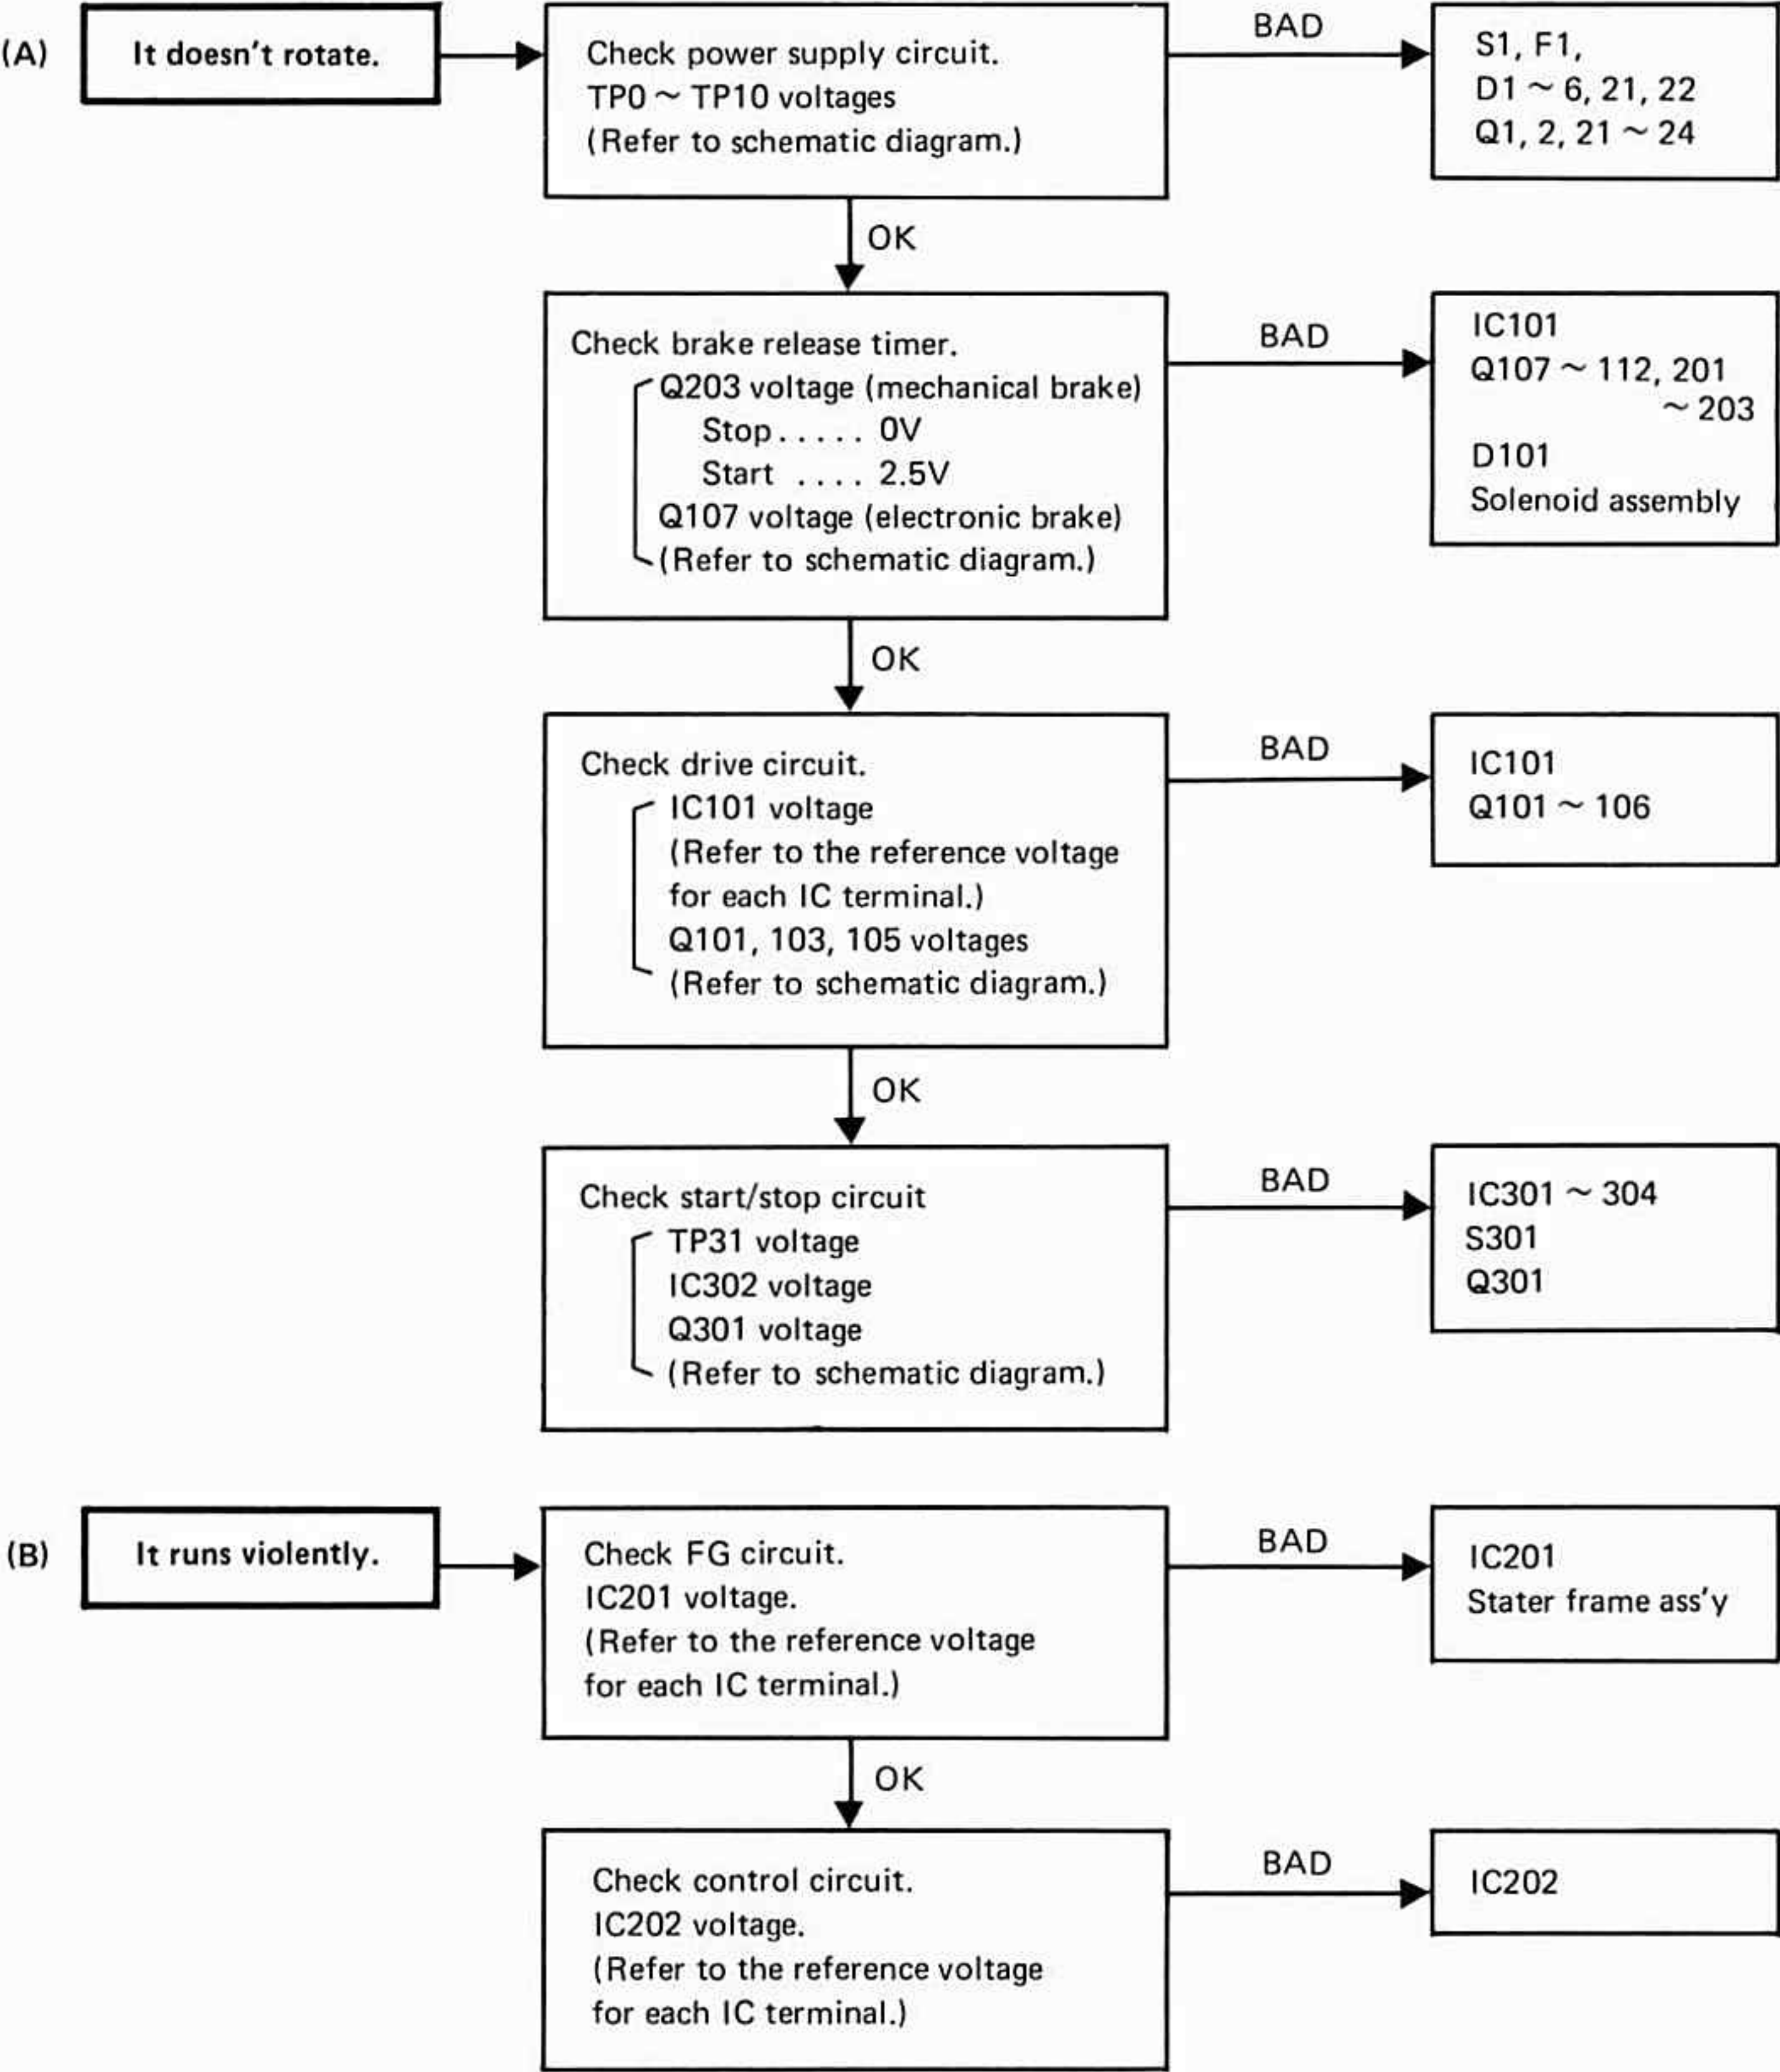 (A)
It doesn't rotate.
Check power supply circuit.
TP0 ~ TP10 voltages
(Refer to schematic diagram.)
BAD
S1, F1,
D1 ~ 6, 21, 22
Q1, 2, 21 ~ 24
OK
Check brake release timer.
Q203 voltage (mechanical brake)
Stop ..... 0V
Start .... 2.5V
Q107 voltage (electronic brake)
(Refer to schematic diagram.)
BAD
IC101
Q107 ~ 112, 201
~ 203
D101
Solenoid assembly
OK
Check drive circuit.
IC101 voltage
(Refer to the reference voltage
for each IC terminal.)
Q101, 103, 105 voltages
(Refer to schematic diagram.)
BAD
IC101
Q101 ~ 106
OK
Check start/stop circuit
TP31 voltage
IC302 voltage
Q301 voltage
(Refer to schematic diagram.)
BAD
IC301 ~ 304
S301
Q301
(B)
It runs violently.
Check FG circuit.
IC201 voltage.
(Refer to the reference voltage
for each IC terminal.)
BAD
IC201
Stater frame ass'y
OK
Check control circuit.
IC202 voltage.
(Refer to the reference voltage
for each IC terminal.)
BAD
IC202